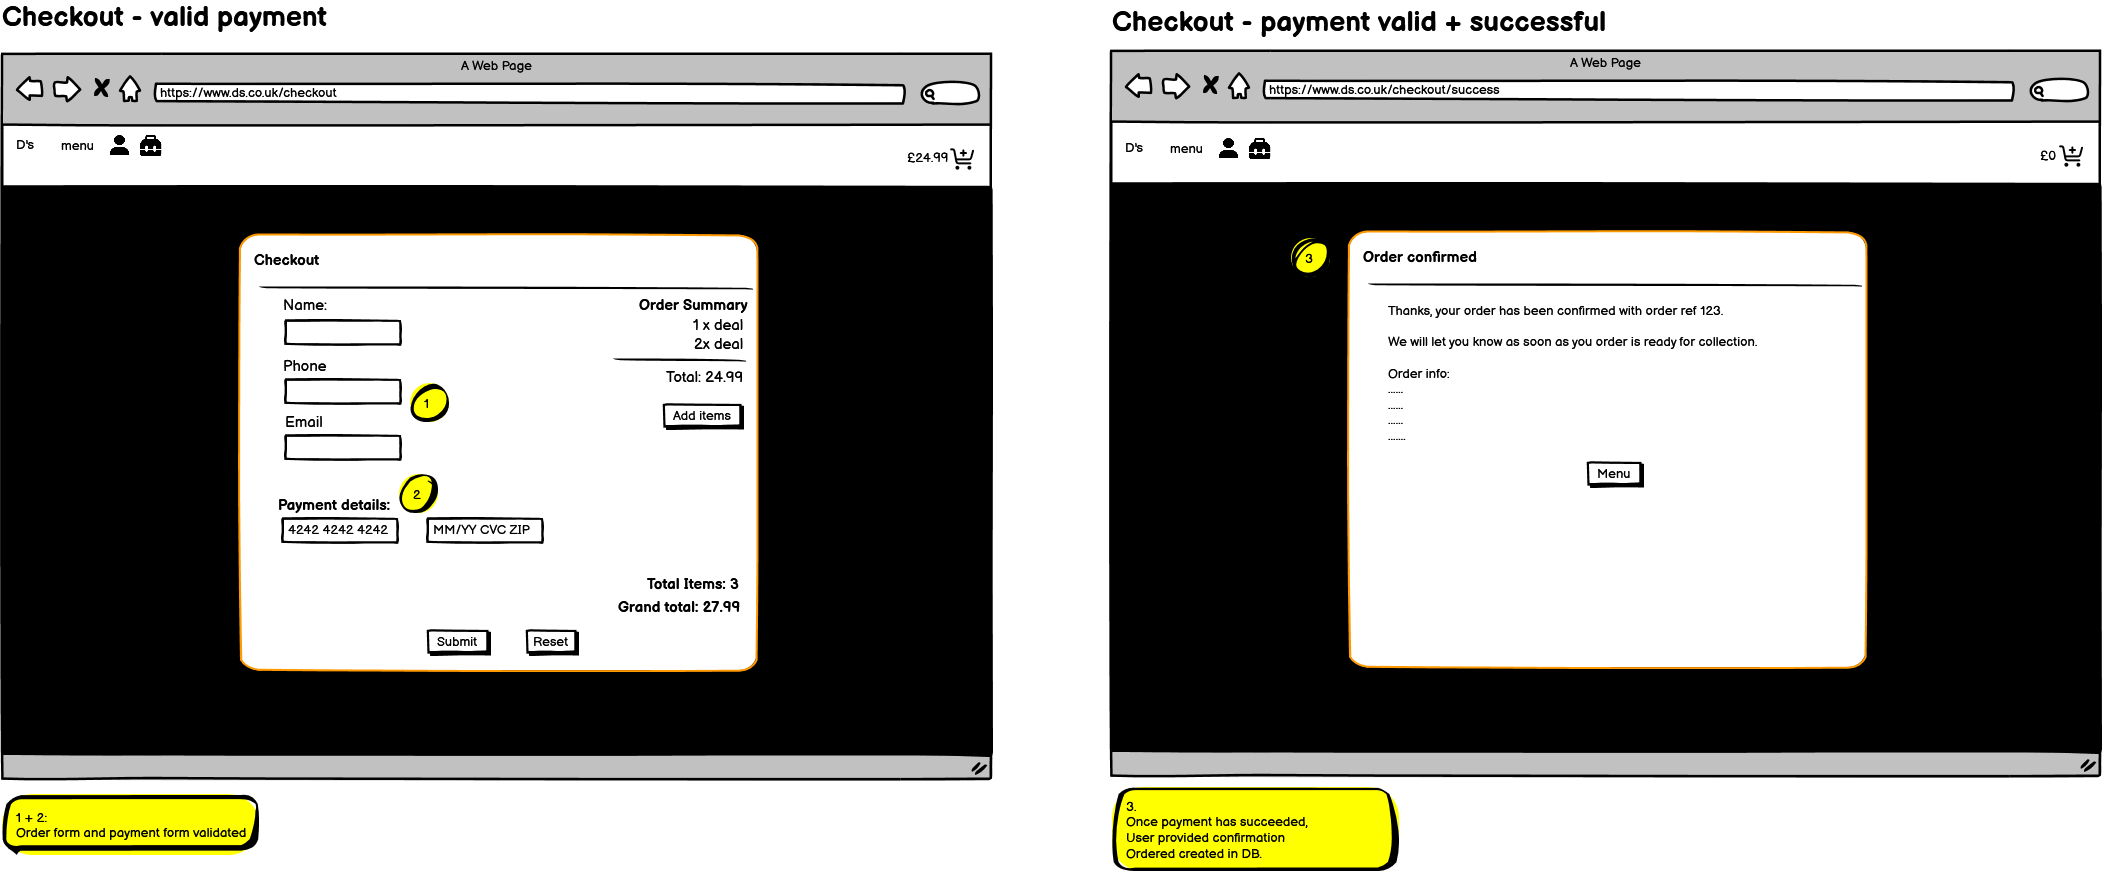 Checkout - valid payment
A Web Page
https://www.ds.co.uk/checkout
D's menu £24.99
Checkout
Name:
Phone
1
Email
Order Summary
1 x deal
2x deal
Total: 24.99
Add items
2
Payment details:
4242 4242 4242 MM/YY CVC ZIP
Total Items: 3
Grand total: 27.99
Submit Reset
1 + 2:
Order form and payment form validated
Checkout - payment valid + successful
A Web Page
https://www.ds.co.uk/checkout/success
D's menu £0
3
Order confirmed
Thanks, your order has been confirmed with order ref 123.
We will let you know as soon as you order is ready for collection.
Order info:
......
......
......
.......
Menu
3.
Once payment has succeeded,
User provided confirmation
Ordered created in DB.